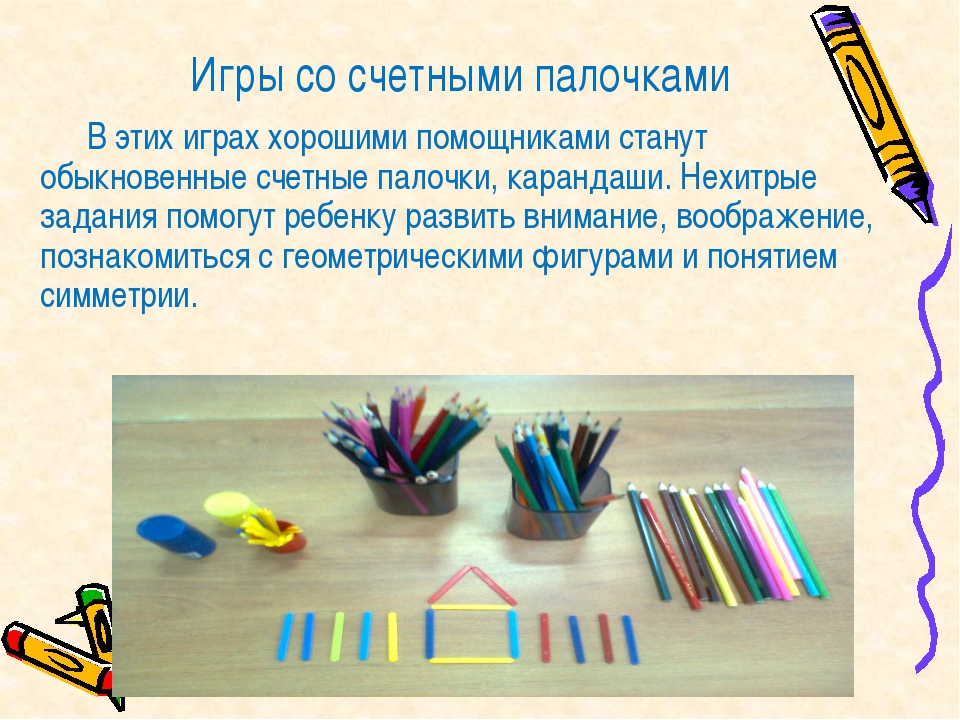 Игры со счетными палочками
В этих играх хорошими помощниками станут
обыкновенные счетные палочки, карандаши. Нехитрые
задания помогут ребенку развить внимание, воображение,
познакомиться с геометрическими фигурами и понятием
симметрии.